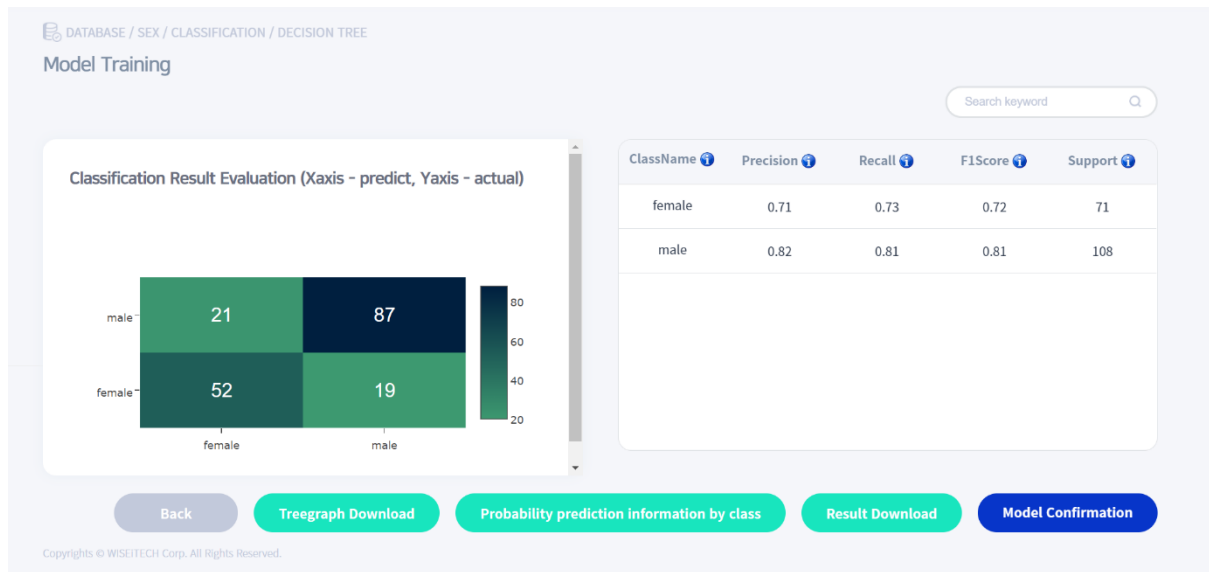 DATABASE / SEX / CLASSIFICATION / DECISION TREE
Model Training
Search keyword
Classification Result Evaluation (Xaxis - predict, Yaxis - actual)
male 21 87
female 52 19
female male
80
60
40
20
ClassName Precision Recall F1Score Support
female 0.71 0.73 0.72 71
male 0.82 0.81 0.81 108
Back Treegraph Download Probability prediction information by class Result Download Model Confirmation
Copyrights © WISEiTECH Corp. All Rights Reserved.